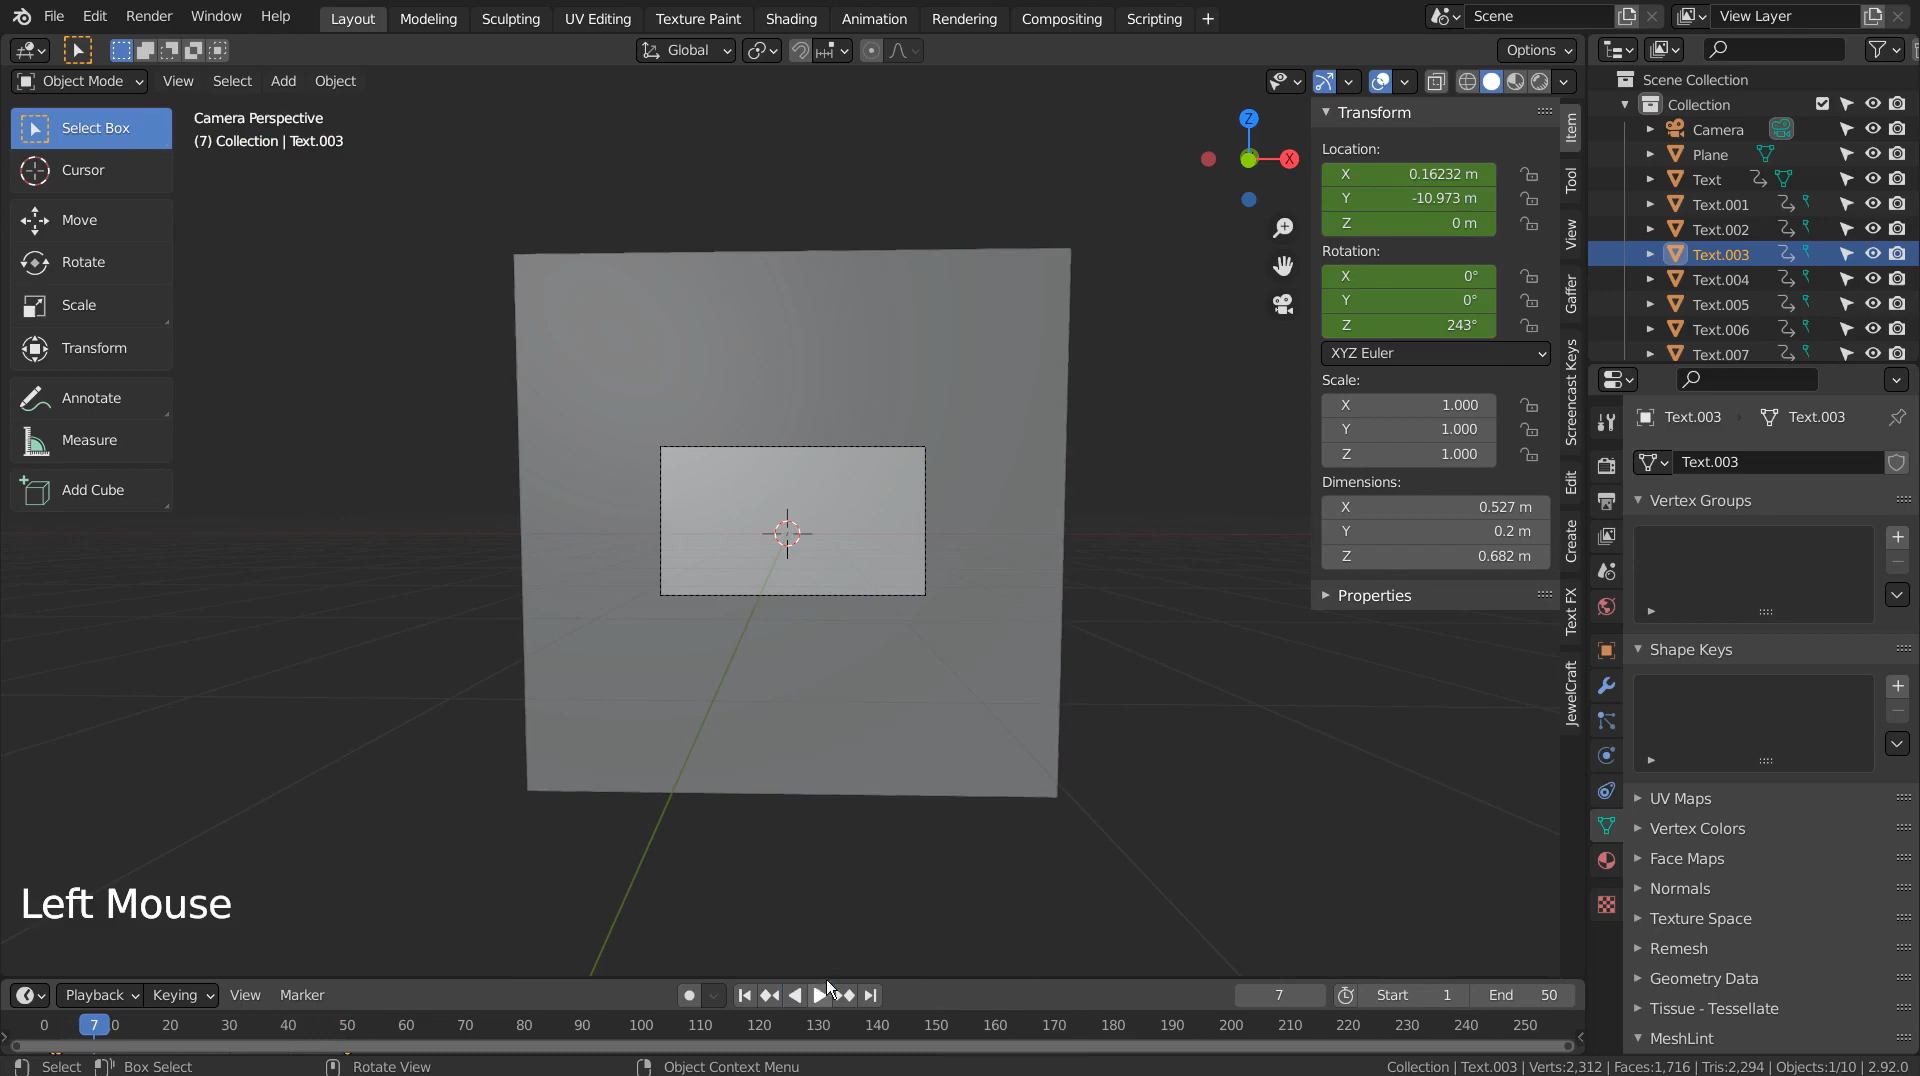 File Edit Render Window Help Layout Modeling Sculpting UV Editing Texture Paint Shading Animation Rendering Compositing Scripting + Scene View Layer
Global Options
Object Mode View Select Add Object
Select Box
Cursor
Move
Rotate
Scale
Transform
Annotate
Measure
Add Cube
Camera Perspective
(7) Collection | Text.003
Z
X
Transform
Location:
X 0.16232 m
Y -10.973 m
Z 0 m
Rotation:
X 0°
Y 0°
Z 243°
XYZ Euler
Scale:
X 1.000
Y 1.000
Z 1.000
Dimensions:
X 0.527 m
Y 0.2 m
Z 0.682 m
Properties
Item
Tool
View
Gaffer
Screencast Keys
Edit
Create
Text FX
JewelCraft
Scene Collection
Collection
Camera
Plane
Text
Text.001
Text.002
Text.003
Text.004
Text.005
Text.006
Text.007
Text.003 Text.003
Text.003
Vertex Groups
Shape Keys
UV Maps
Vertex Colors
Face Maps
Normals
Texture Space
Remesh
Geometry Data
Tissue - Tessellate
MeshLint
Left Mouse
Playback Keying View Marker 7 Start 1 End 50
0 7 0 20 30 40 50 60 70 80 90 100 110 120 130 140 150 160 170 180 190 200 210 220 230 240 250
Select Box Select Rotate View Object Context Menu Collection | Text.003 | Verts:2,312 | Faces:1,716 | Tris:2,294 | Objects:1/10 | 2.92.0